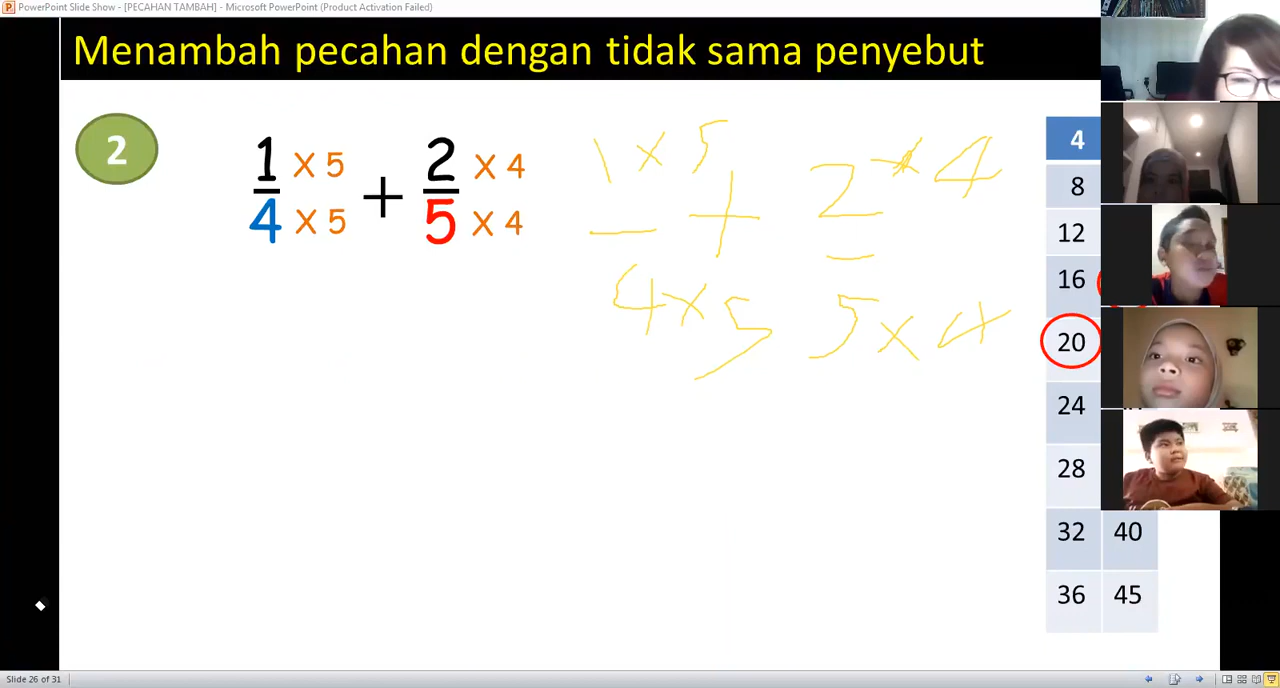 PowerPoint Slide Show - [PECAHAN TAMBAH] - Microsoft PowerPoint (Product Activation Failed)
Menambah pecahan dengan tidak sama penyebut
2
1 x 5 + 2 x 4
4 x 5 5 x 4
1 x 5 + 2 x 4
4 x 5 5 x 4
4
8
12
16
20
24
28
32 40
36 45
Slide 26 of 31